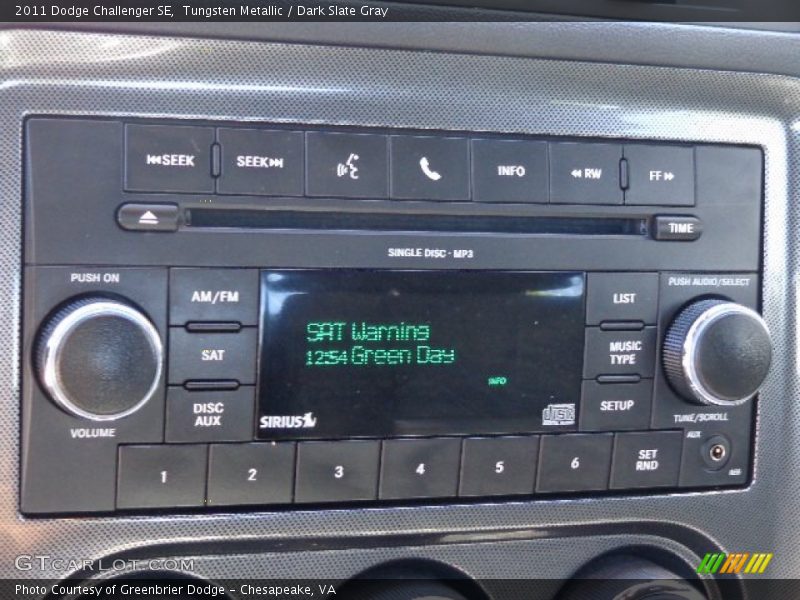 2011 Dodge Challenger SE,  Tungsten Metallic / Dark Slate Gray
SEEK
SEEK
INFO
RW
FF
TIME
SINGLE DISC - MP3
PUSH ON
PUSH AUDIO/SELECT
AM/FM
LIST
SAT Warning
12:54 Green Day
SAT
MUSIC
TYPE
INFO
DISC
AUX
SETUP
SIRIUS
disc
VOLUME
TUNE/SCROLL
AUX
1
2
3
4
5
6
SET
RND
GTCARLOT.COM
Photo Courtesy of Greenbrier Dodge - Chesapeake, VA